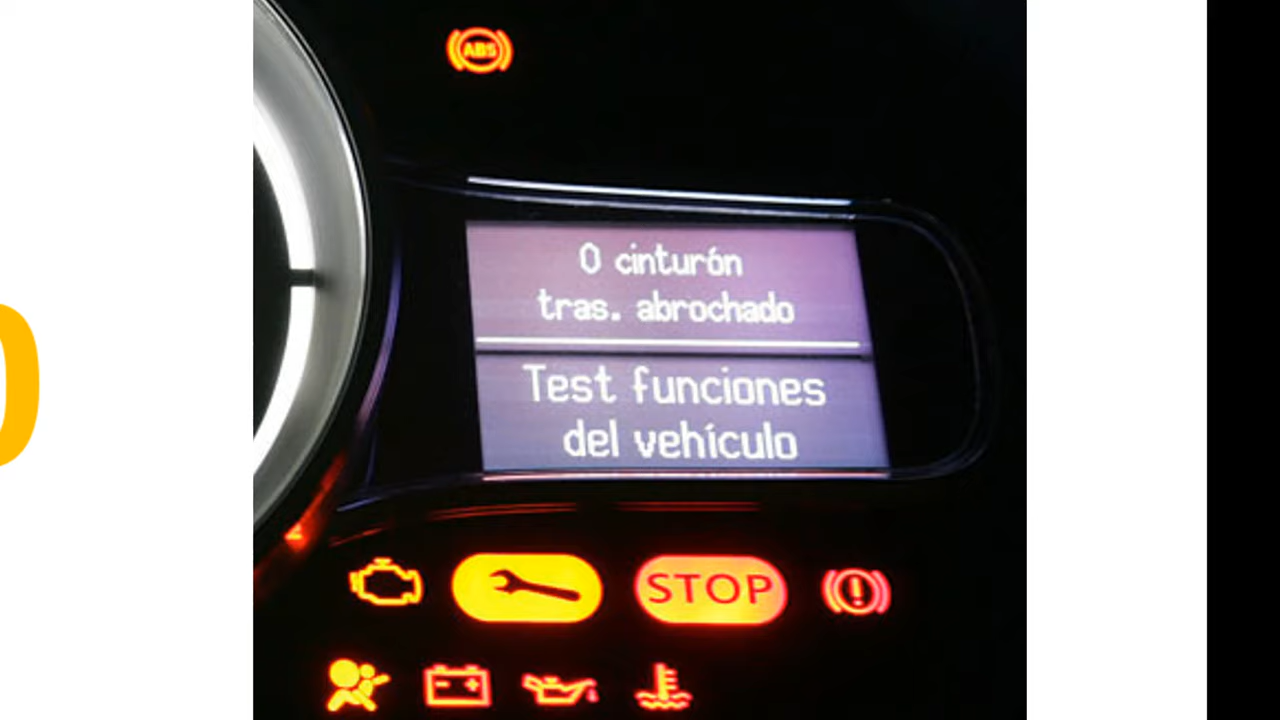 ABS
0 cinturón
tras. abrochado
Test funciones
del vehículo
STOP